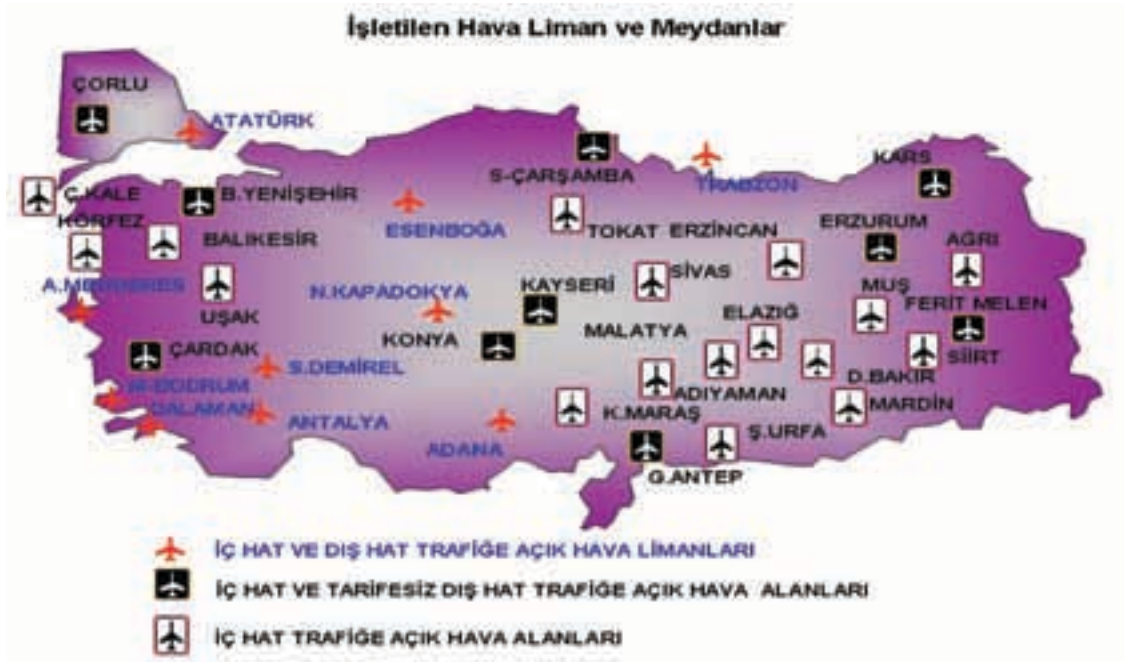 İşletilen Hava Liman ve Meydanlar
ÇORLU
ATATÜRK
S-ÇARŞAMBA
TRABZON
KARS
Ç.KALE
B.YENİŞEHİR
KÖRFEZ
BALIKESİR
ESENBOĞA
TOKAT
ERZİNCAN
ERZURUM
AĞRI
A.MENDERES
UŞAK
N.KAPADOKYA
KAYSERİ
SİVAS
MUŞ
FERİT MELEN
KONYA
MALATYA
ELAZIĞ
SİİRT
ÇARDAK
S.DEMİREL
D.BAKIR
M-BODRUM
ADIYAMAN
MARDİN
DALAMAN
ANTALYA
ADANA
K.MARAŞ
Ş.URFA
G.ANTEP
İÇ HAT VE DIŞ HAT TRAFİĞE AÇIK HAVA LİMANLARI
İÇ HAT VE TARİFESİZ DIŞ HAT TRAFİĞE AÇIK HAVA ALANLARI
İÇ HAT TRAFİĞE AÇIK HAVA ALANLARI